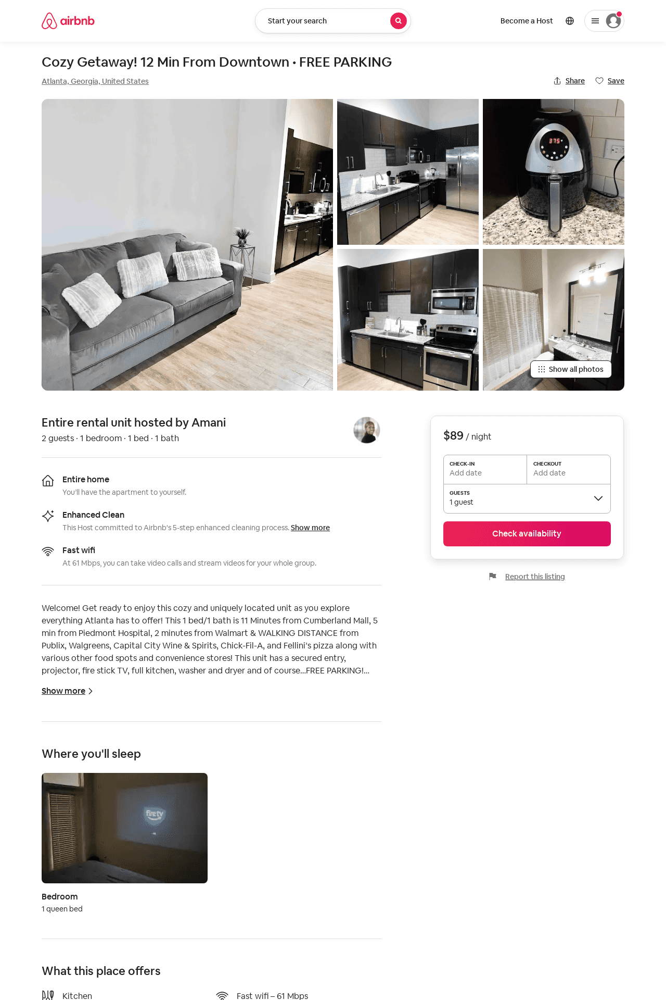 airbnb
Start your search
Become a Host
Cozy Getaway! 12 Min From Downtown • FREE PARKING
Atlanta, Georgia, United States
Share
Save
375
Show all photos
Entire rental unit hosted by Amani
2 guests · 1 bedroom · 1 bed · 1 bath
$89 / night
CHECK-IN
Add date
CHECKOUT
Add date
GUESTS
1 guest
Check availability
Report this listing
Entire home
You’ll have the apartment to yourself.
Enhanced Clean
This Host committed to Airbnb's 5-step enhanced cleaning process. Show more
Fast wifi
At 61 Mbps, you can take video calls and stream videos for your whole group.
Welcome! Get ready to enjoy this cozy and uniquely located unit as you explore
everything Atlanta has to offer! This 1 bed/1 bath is 11 Minutes from Cumberland Mall, 5
min from Piedmont Hospital, 2 minutes from Walmart & WALKING DISTANCE from
Publix, Walgreens, Capital City Wine & Spirits, Chick-Fil-A, and Fellini’s pizza along with
various other food spots and convenience stores! This unit has a secured entry,
projector, fire stick TV, full kitchen, washer and dryer and of course...FREE PARKING!...
Show more
Where you'll sleep
fire tv
Bedroom
1 queen bed
What this place offers
Kitchen
Fast wifi – 61 Mbps